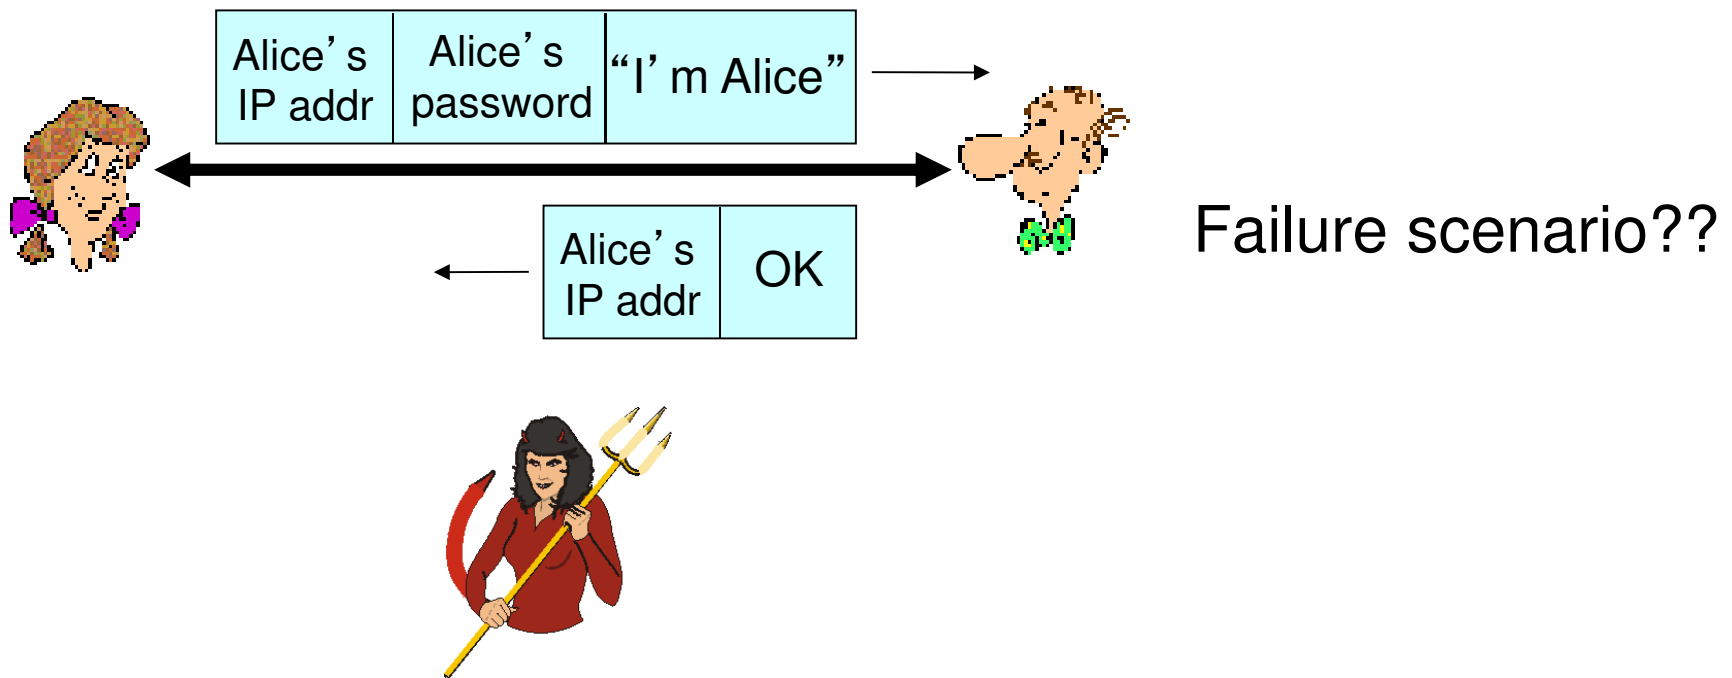 Alice’s
IP addr
Alice’s
password
“I’m Alice”
Failure scenario??
Alice’s
IP addr
OK